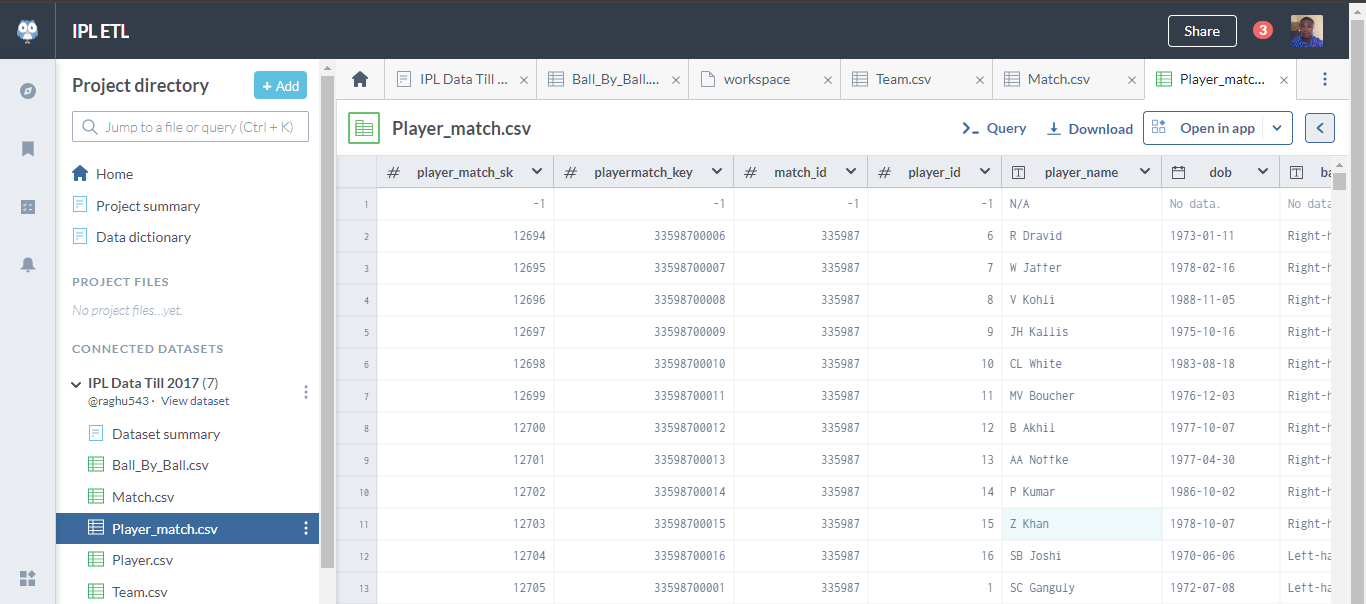 IPL ETL
Share
3
Project directory
+ Add
Jump to a file or query (Ctrl + K)
Home
Project summary
Data dictionary
PROJECT FILES
No project files...yet.
CONNECTED DATASETS
IPL Data Till 2017 (7)
@raghu543 · View dataset
Dataset summary
Ball_By_Ball.csv
Match.csv
Player_match.csv
Player.csv
Team.csv
IPL Data Till ... × Ball_By_Ball.... × workspace × Team.csv × Match.csv × Player_matc... ×
Player_match.csv
Query Download Open in app
# player_match_sk # playermatch_key # match_id # player_id T player_name dob T ba
1 -1 -1 -1 -1 N/A No data. No data
2 12694 33598700006 335987 6 R Dravid 1973-01-11 Right-h
3 12695 33598700007 335987 7 W Jaffer 1978-02-16 Right-h
4 12696 33598700008 335987 8 V Kohli 1988-11-05 Right-h
5 12697 33598700009 335987 9 JH Kallis 1975-10-16 Right-h
6 12698 33598700010 335987 10 CL White 1983-08-18 Right-h
7 12699 33598700011 335987 11 MV Boucher 1976-12-03 Right-h
8 12700 33598700012 335987 12 B Akhil 1977-10-07 Right-h
9 12701 33598700013 335987 13 AA Noffke 1977-04-30 Right-h
10 12702 33598700014 335987 14 P Kumar 1986-10-02 Right-h
11 12703 33598700015 335987 15 Z Khan 1978-10-07 Right-h
12 12704 33598700016 335987 16 SB Joshi 1970-06-06 Left-ha
13 12705 33598700001 335987 1 SC Ganguly 1972-07-08 Left-ha